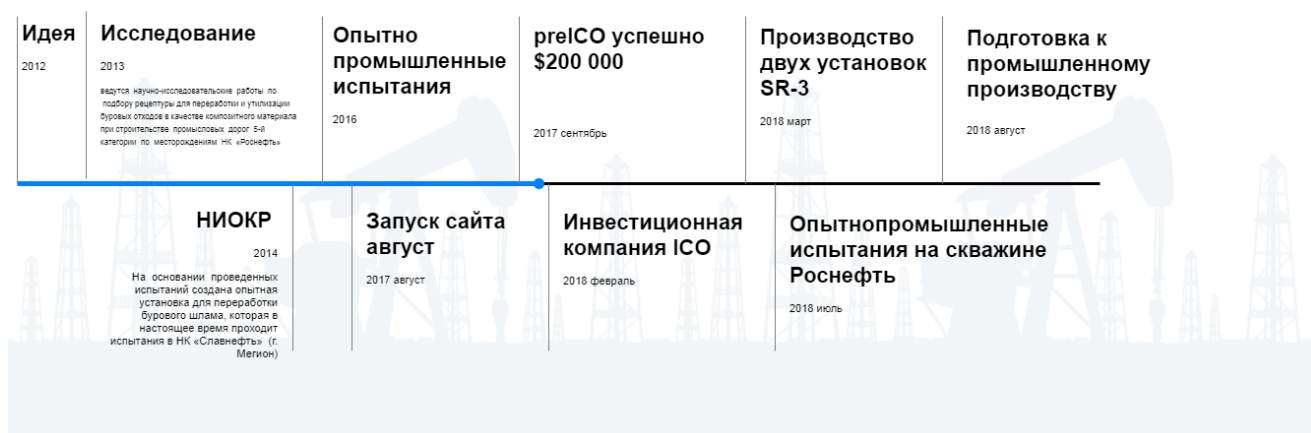 Идея
2012
Исследование
2013
ведутся научно-исследовательские работы по
подбору рецептуры для переработки и утилизации
буровых отходов в качестве композитного материала
при строительстве промысловых дорог 5-й
категории по месторождениям НК «Роснефть»
Опытно
промышленные
испытания
2016
preICO успешно
$200 000
2017 сентябрь
Производство
двух установок
SR-3
2018 март
Подготовка к
промышленному
производству
2018 август
НИОКР
2014
На основании проведенных
испытаний создана опытная
установка для переработки
бурового шлама, которая в
настоящее время проходит
испытания в НК «Славнефть» (г.
Мегион)
Запуск сайта
август
2017 август
Инвестиционная
компания ICO
2018 февраль
Опытнопромышленные
испытания на скважине
Роснефть
2018 июль